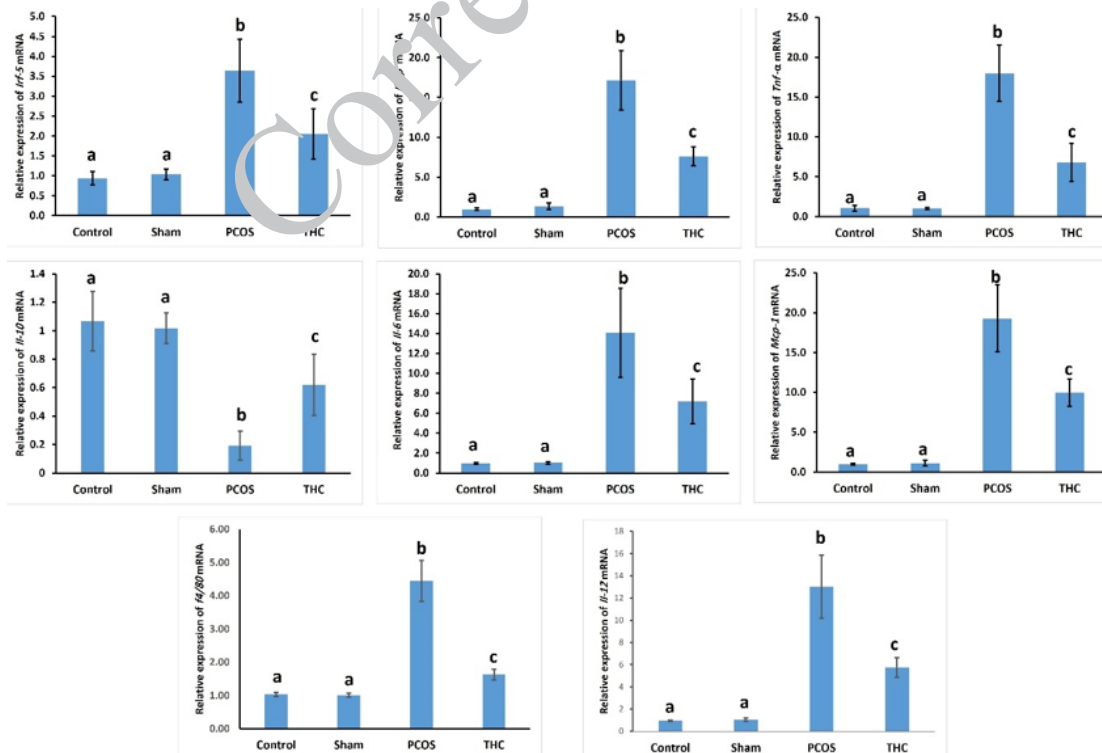 Corre
Relative expression of Irf-5 mRNA
5.0
4.5
4.0
3.5
3.0
2.5
2.0
1.5
1.0
0.5
0.0
a
a
b
c
Control Sham PCOS THC
Relative expression of mRNA
25.0
20.0
15.0
10.0
5.0
0.0
a
a
b
c
Control Sham PCOS THC
Relative expression of Tnf-α mRNA
25.0
20.0
15.0
10.0
5.0
0.0
a
a
b
c
Control Sham PCOS THC
Relative expression of Il-10 mRNA
1.4
1.2
1
0.8
0.6
0.4
0.2
0
a
a
b
c
Control Sham PCOS THC
Relative expression of Il-6 mRNA
20.0
18.0
16.0
14.0
12.0
10.0
8.0
6.0
4.0
2.0
0.0
a
a
b
c
Control Sham PCOS THC
Relative expression of Mcp-1 mRNA
25.0
20.0
15.0
10.0
5.0
0.0
a
a
b
c
Control Sham PCOS THC
Relative expression of f4/80 mRNA
6.00
5.00
4.00
3.00
2.00
1.00
0.00
a
a
b
c
Control Sham PCOS THC
Relative expression of Il-12 mRNA
18
16
14
12
10
8
6
4
2
0
a
a
b
c
Control Sham PCOS THC